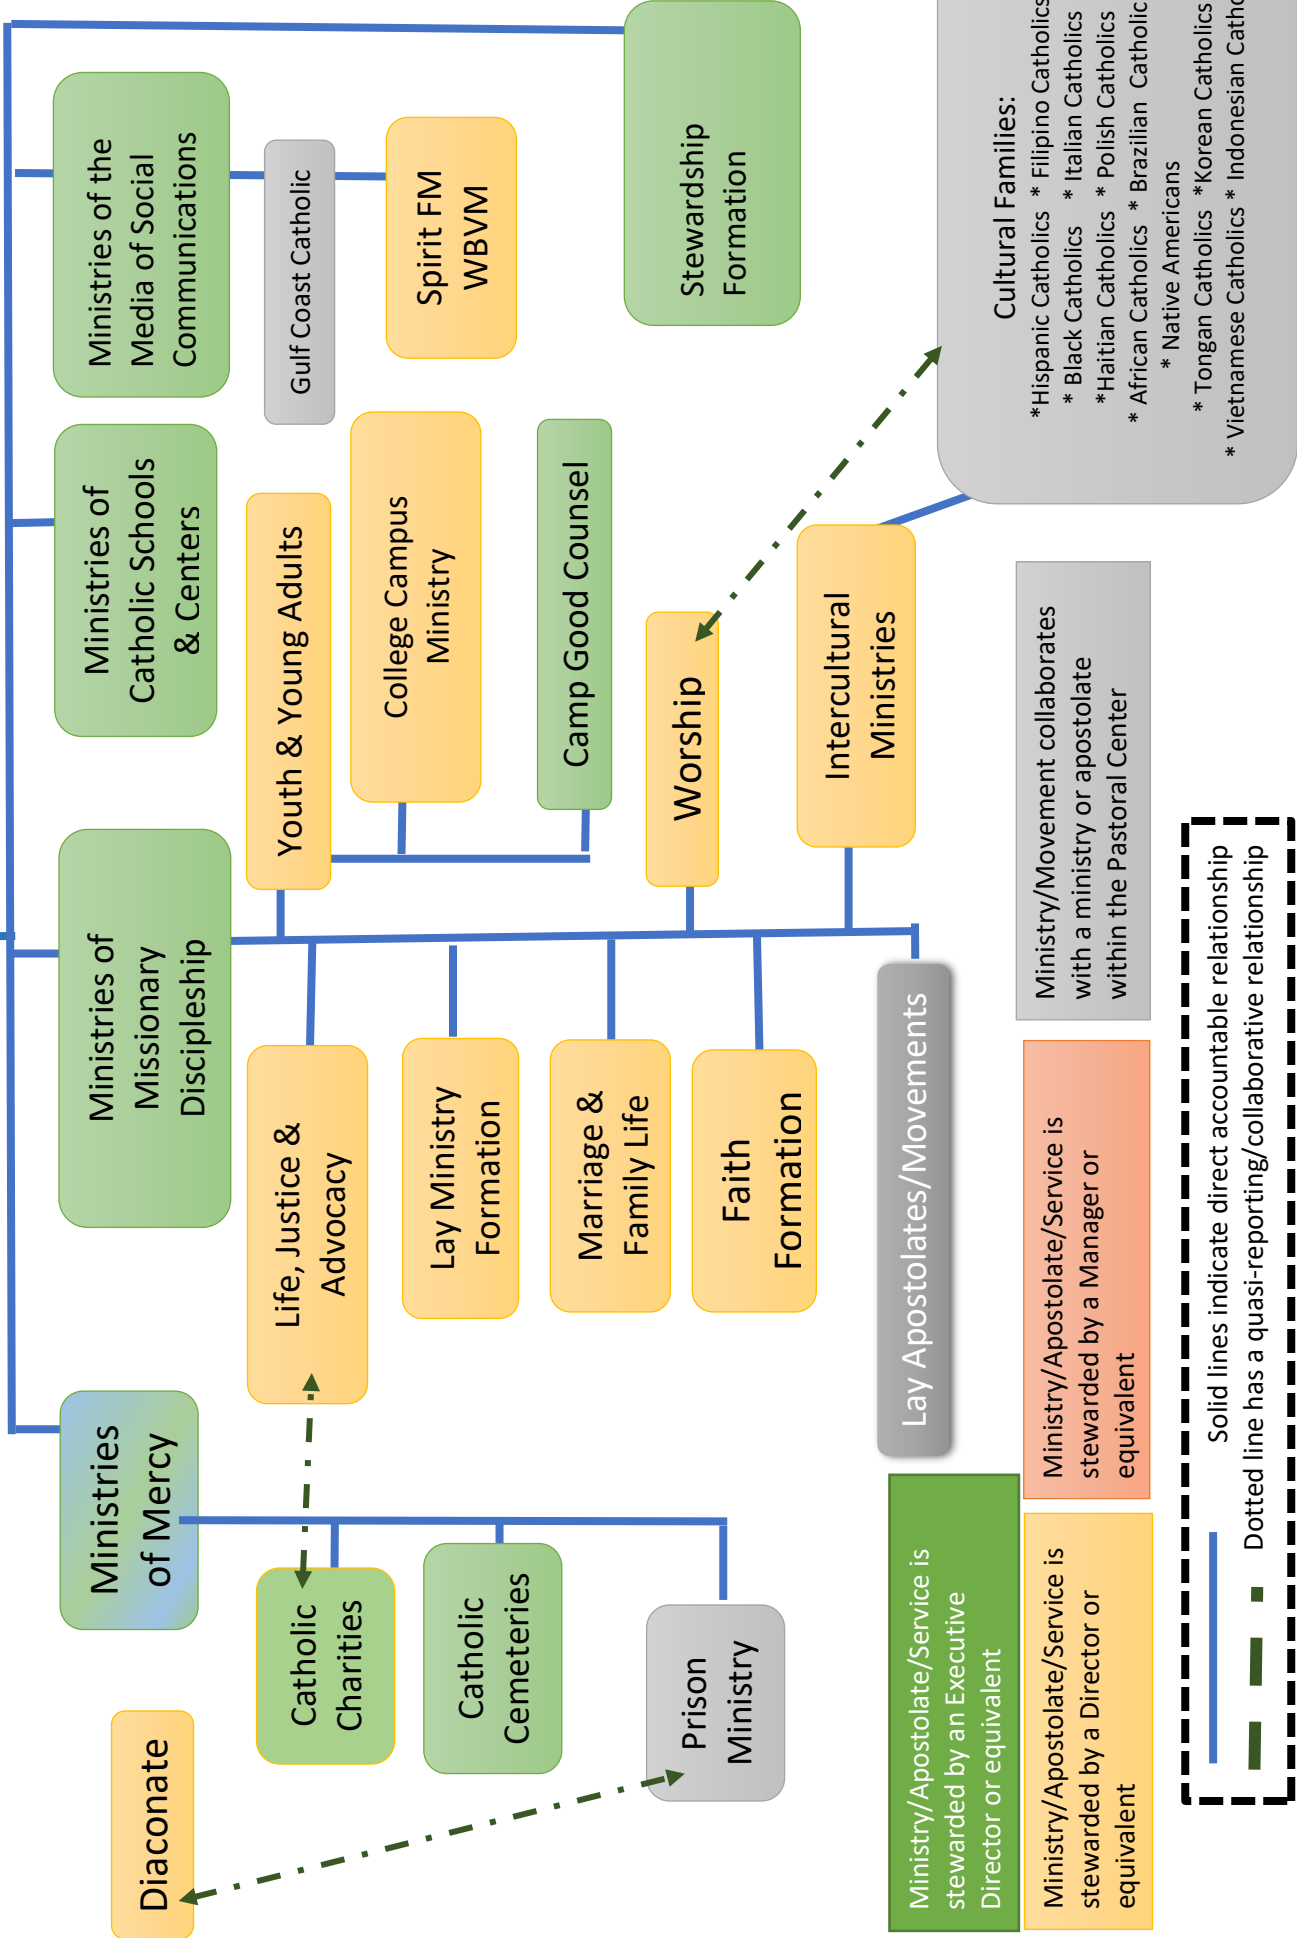 Diaconate
Ministries
of Mercy
Catholic
Charities
Catholic
Cemeteries
Prison
Ministry
Ministries of
Missionary
Discipleship
Life, Justice &
Advocacy
Lay Ministry
Formation
Marriage &
Family Life
Faith
Formation
Lay Apostolates/Movements
Youth & Young Adults
College Campus
Ministry
Camp Good Counsel
Worship
Intercultural
Ministries
Ministries of
Catholic Schools
& Centers
Ministries of the
Media of Social
Communications
Gulf Coast Catholic
Spirit FM
WBVM
Stewardship
Formation
Cultural Families:
*Hispanic Catholics * Filipino Catholics
* Black Catholics * Italian Catholics
*Haitian Catholics * Polish Catholics
* African Catholics * Brazilian Catholic
* Native Americans
* Tongan Catholics *Korean Catholics
* Vietnamese Catholics * Indonesian
Ministry/Apostolate/Service is
stewarded by an Executive
Director or equivalent
Ministry/Apostolate/Service is
stewarded by a Director or
equivalent
Ministry/Apostolate/Service is
stewarded by a Manager or
equivalent
Ministry/Movement collaborates
with a ministry or apostolate
within the Pastoral Center
Solid lines indicate direct accountable relationship
Dotted line has a quasi-reporting/collaborative relationship